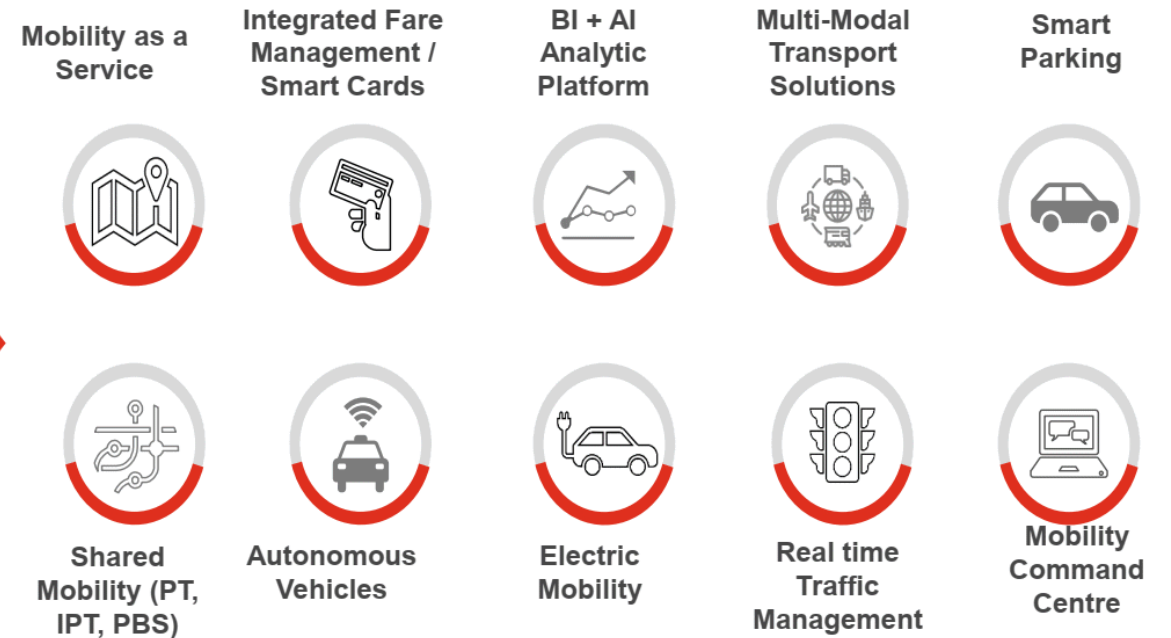 Mobility as a
Service
Integrated Fare
Management /
Smart Cards
BI + AI
Analytic
Platform
Multi-Modal
Transport
Solutions
Smart
Parking
Shared
Mobility (PT,
IPT, PBS)
Autonomous
Vehicles
Electric
Mobility
Real time
Traffic
Management
Mobility
Command
Centre